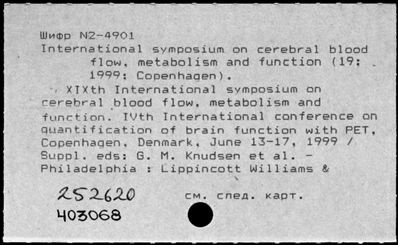 Шифр N2-4901
International symposium on cerebral blood
flow, metabolism and function (19;
1999; Copenhagen).
XIXth International symposium on
cerebral blood flow, metabolism and
function. IVth International conference on
quantification of brain function with PET,
Copenhagen, Denmark, June 13-17, 1999 /
Suppl. eds: G. M. Knudsen et al. -
Philadelphia : Lippincott Williams &
252620 см. след. карт.
403068